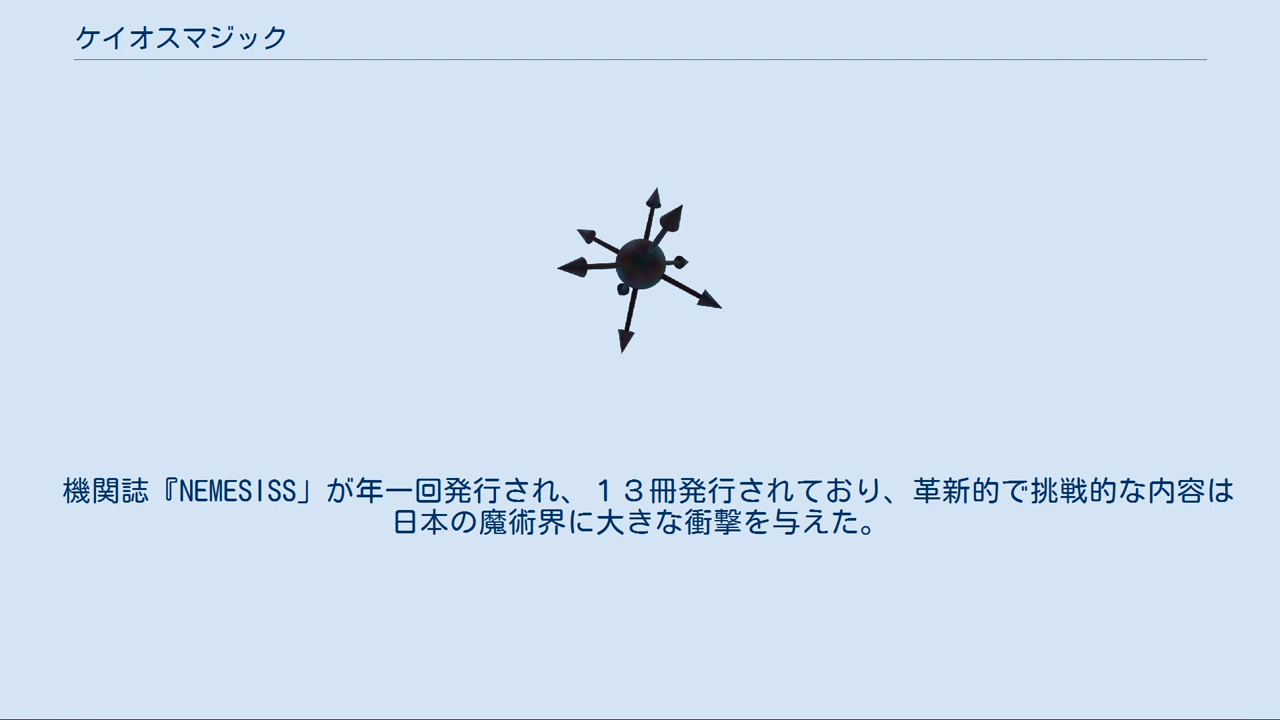 ケイオスマジック
機関誌『NEMESISS」が年一回発行され、１３冊発行されており、革新的で挑戦的な内容は
日本の魔術界に大きな衝撃を与えた。